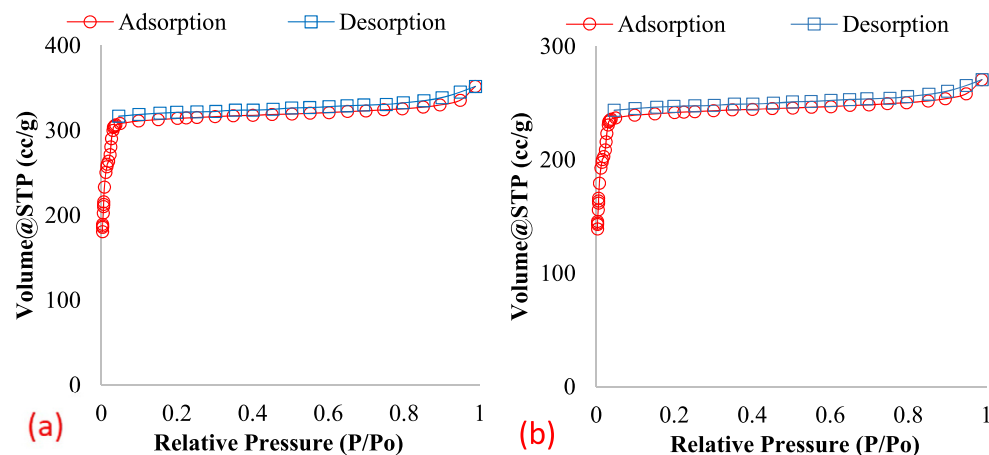 Adsorption Desorption
400
300
200
100
0
0 0.2 0.4 0.6 0.8 1
Volume@STP (cc/g)
Relative Pressure (P/Po)
(a)
Adsorption Desorption
300
200
100
0
0 0.2 0.4 0.6 0.8 1
Volume@STP (cc/g)
Relative Pressure (P/Po)
(b)